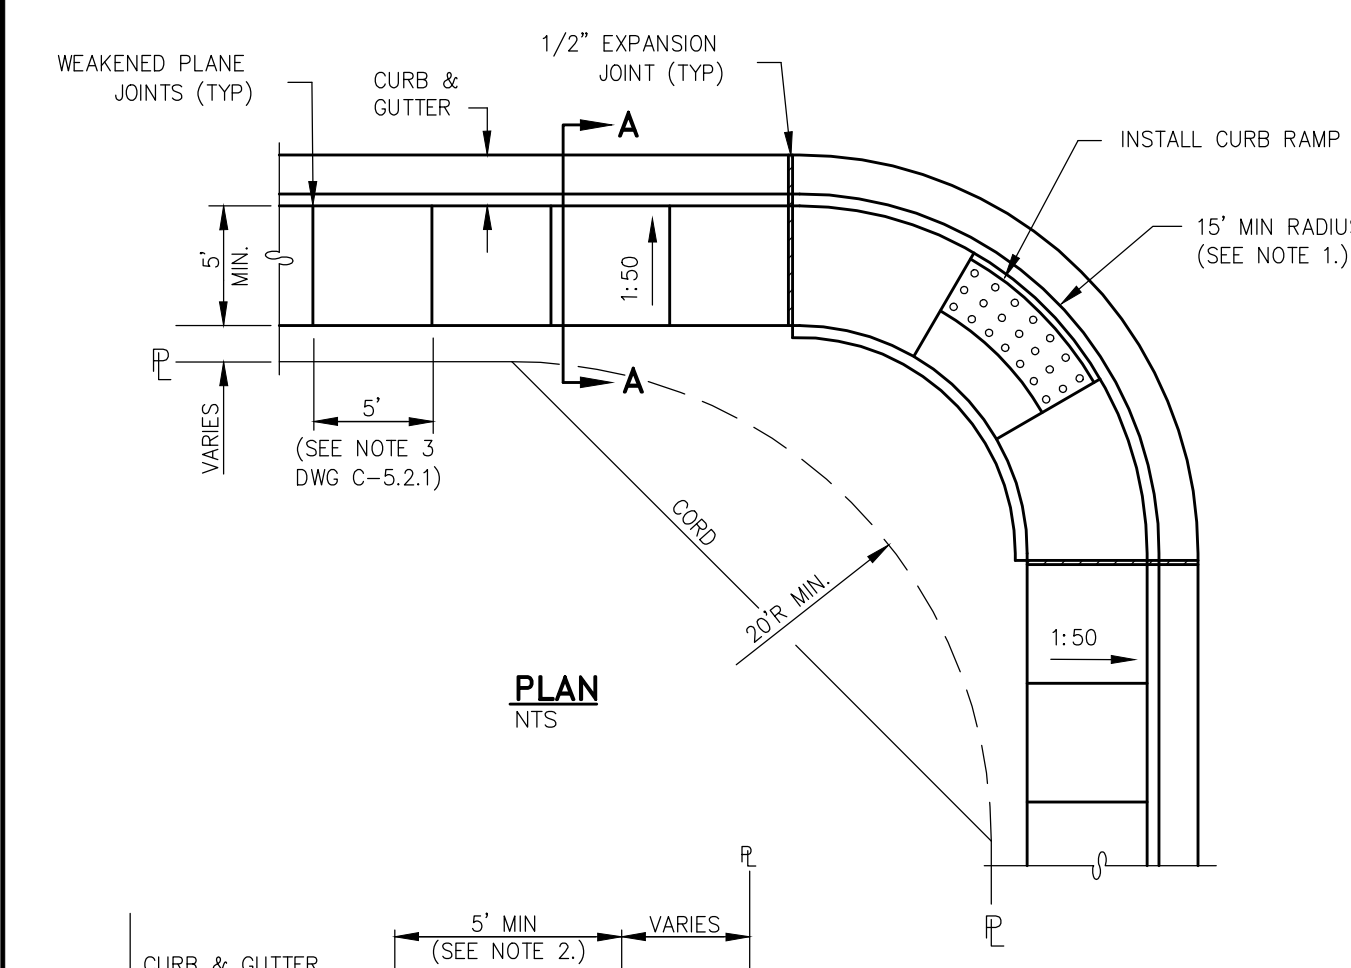 WEAKENED PLANE
JOINTS (TYP)
CURB &
GUTTER
1/2" EXPANSION
JOINT (TYP)
A
INSTALL CURB RAMP
15' MIN RADIUS
(SEE NOTE 1.)
5'
MIN.
1:50
PL
VARIES
5'
(SEE NOTE 3
DWG C-5.2.1)
A
CORD
20'R MIN.
1:50
PLAN
NTS
PL
PL
5' MIN
(SEE NOTE 2.)
VARIES
CURB & GUTTER